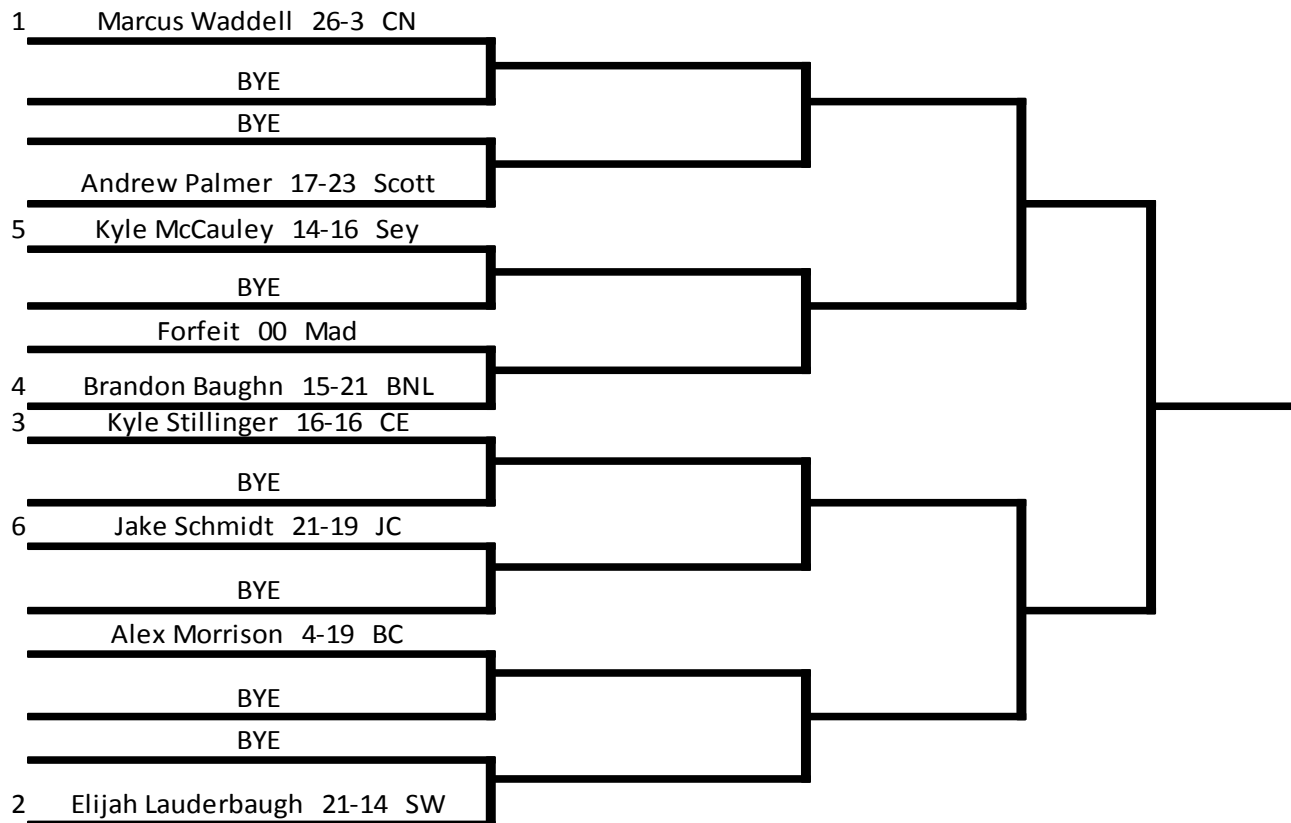 1 Marcus Waddell 26-3 CN
BYE
BYE
Andrew Palmer 17-23 Scott
5 Kyle McCauley 14-16 Sey
BYE
Forfeit 00 Mad
4 Brandon Baughn 15-21 BNL
3 Kyle Stillinger 16-16 CE
BYE
6 Jake Schmidt 21-19 JC
BYE
Alex Morrison 4-19 BC
BYE
BYE
2 Elijah Lauderbaugh 21-14 SW